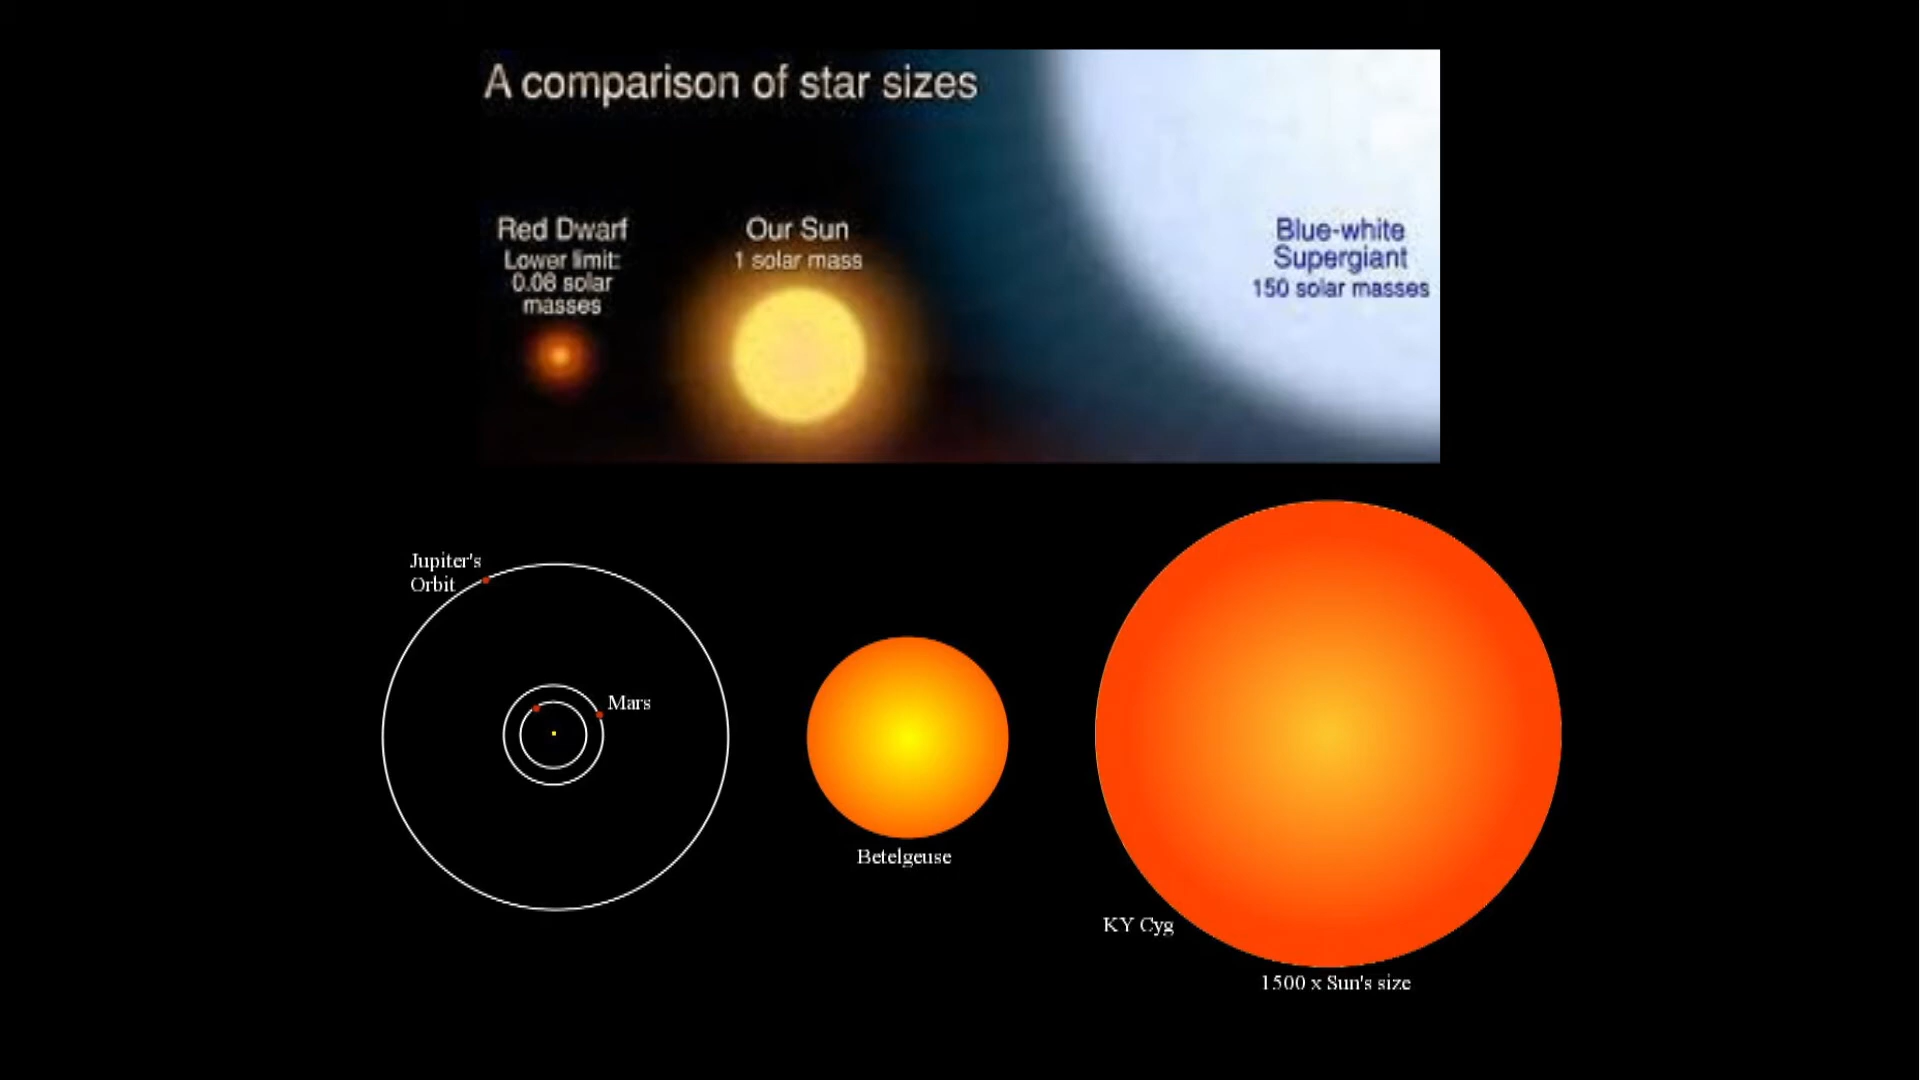 A comparison of star sizes
Red Dwarf
Lower limit:
0.08 solar
masses
Our Sun
1 solar mass
Blue-white
Supergiant
150 solar masses
Jupiter's
Orbit
Mars
Betelgeuse
KY Cyg
1500 x Sun's size